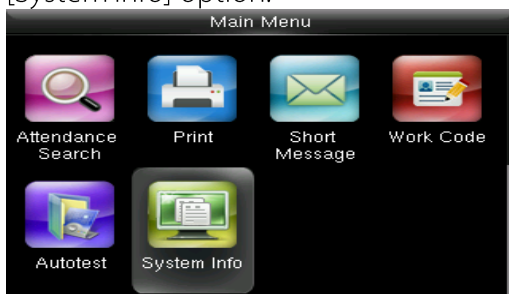 [System Info] option.
Main Menu
Attendance Search
Print
Short Message
Work Code
Autotest
System Info